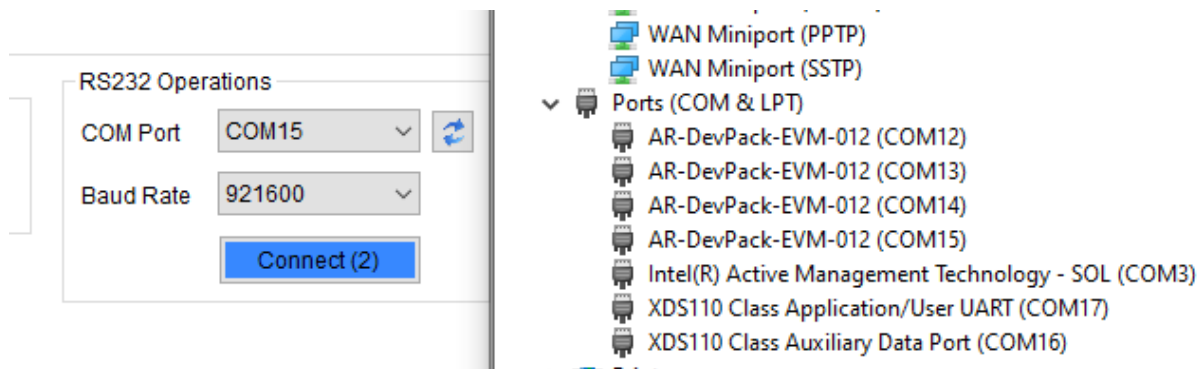 RS232 Operations
COM Port
COM15
Baud Rate
921600
Connect (2)
WAN Miniport (PPTP)
WAN Miniport (SSTP)
Ports (COM & LPT)
AR-DevPack-EVM-012 (COM12)
AR-DevPack-EVM-012 (COM13)
AR-DevPack-EVM-012 (COM14)
AR-DevPack-EVM-012 (COM15)
Intel(R) Active Management Technology - SOL (COM3)
XDS110 Class Application/User UART (COM17)
XDS110 Class Auxiliary Data Port (COM16)